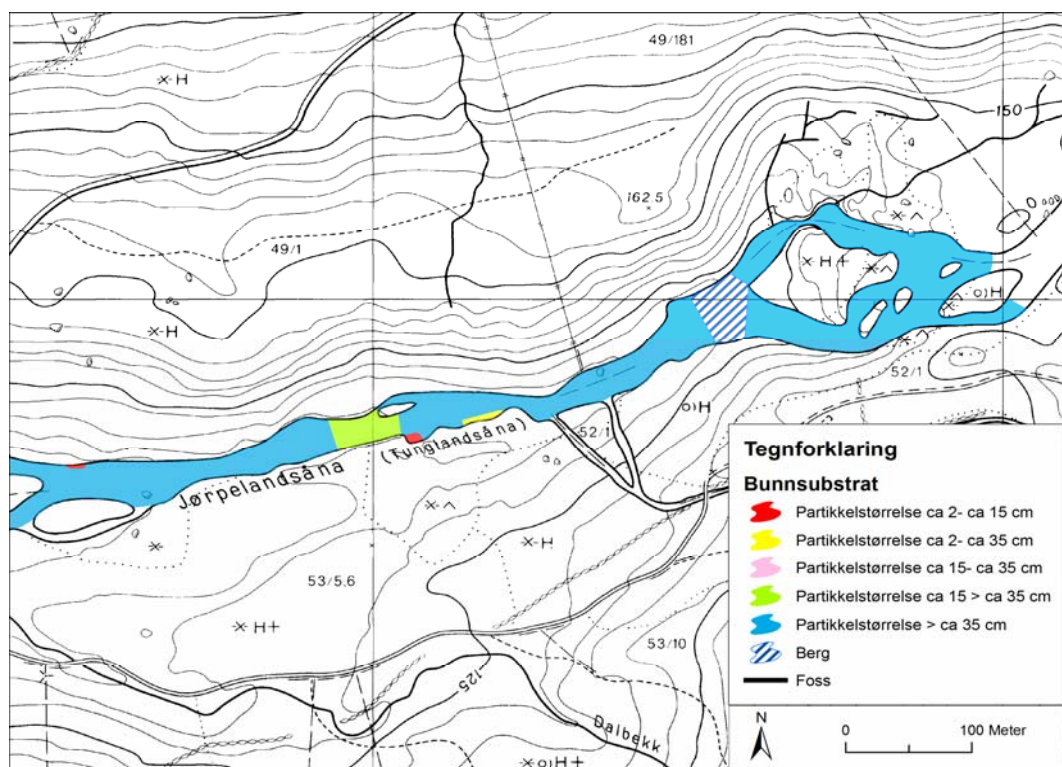 49/181
H
150
162.5
49/1
H+
o)H
H
52/1
o)H
52/1
(Tunglandsåna)
Jørpelandsåna
H
53/5.6
H+
53/10
125
Dalbekk
o)H+
Tegnforklaring
Bunnsubstrat
Partikkelstørrelse ca 2- ca 15 cm
Partikkelstørrelse ca 2- ca 35 cm
Partikkelstørrelse ca 15- ca 35 cm
Partikkelstørrelse ca 15 > ca 35 cm
Partikkelstørrelse > ca 35 cm
Berg
Foss
N
0 100 Meter